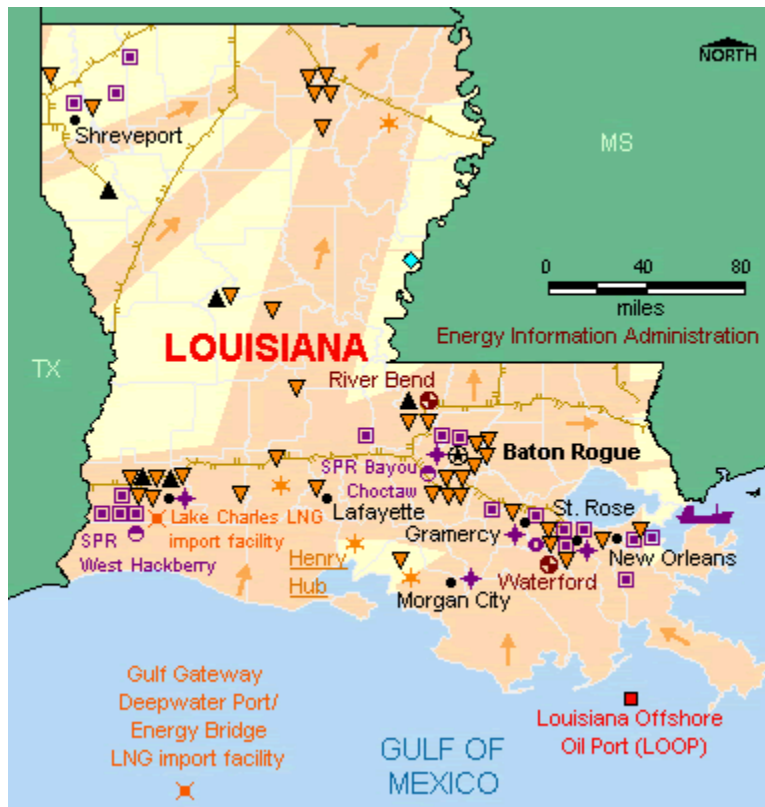 NORTH
Shreveport
MS
0 40 80
miles
Energy Information Administration
LOUISIANA
TX
River Bend
Baton Rogue
SPR Bayou
Choctaw
Lafayette
St. Rose
Gramercy
Lake Charles LNG
import facility
SPR
West Hackberry
Henry
Hub
New Orleans
Waterford
Morgan City
Gulf Gateway
Deepwater Port/
Energy Bridge
LNG import facility
Louisiana Offshore
Oil Port (LOOP)
GULF OF
MEXICO